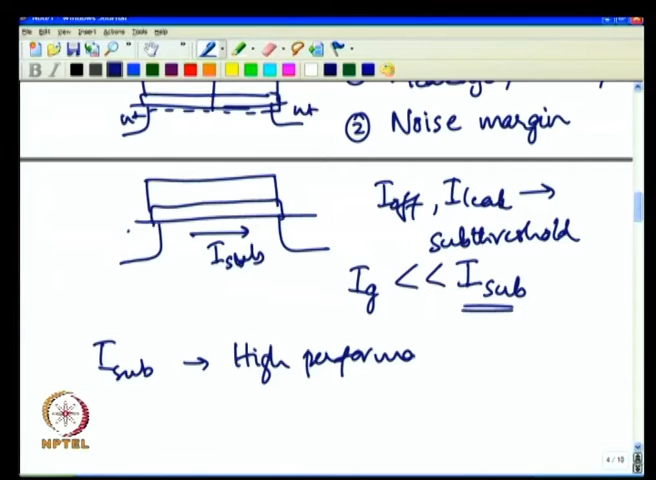 Note1 - Windows Journal
File Edit View Insert Actions Tools Help
B I
n+ n+
② Noise margin
Ioff, Ileak →
subthreshold
Isub
Ig << Isub
Isub → High performa
NPTEL
4 / 10